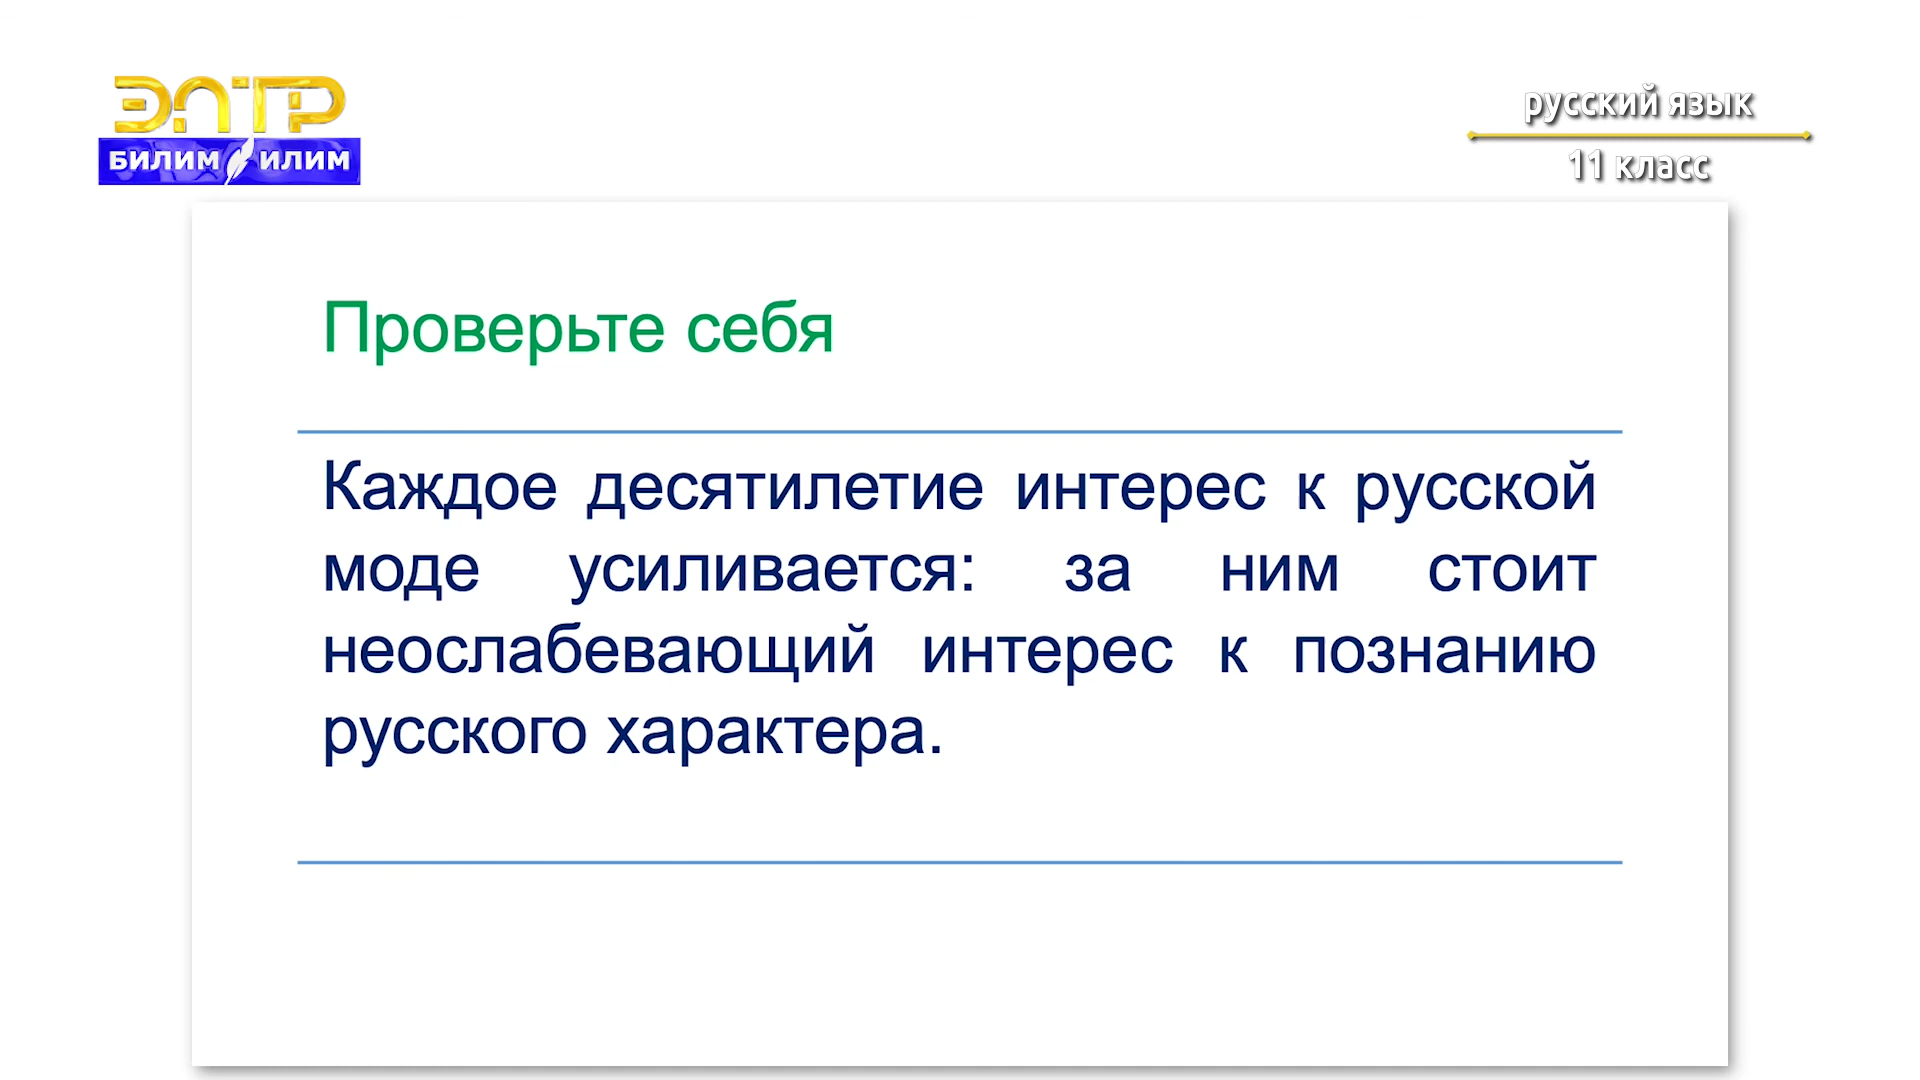 ЭЛТР
БИЛИМ ИЛИМ
русский язык
11 класс
Проверьте себя
Каждое десятилетие интерес к русской
моде усиливается: за ним стоит
неослабевающий интерес к познанию
русского характера.